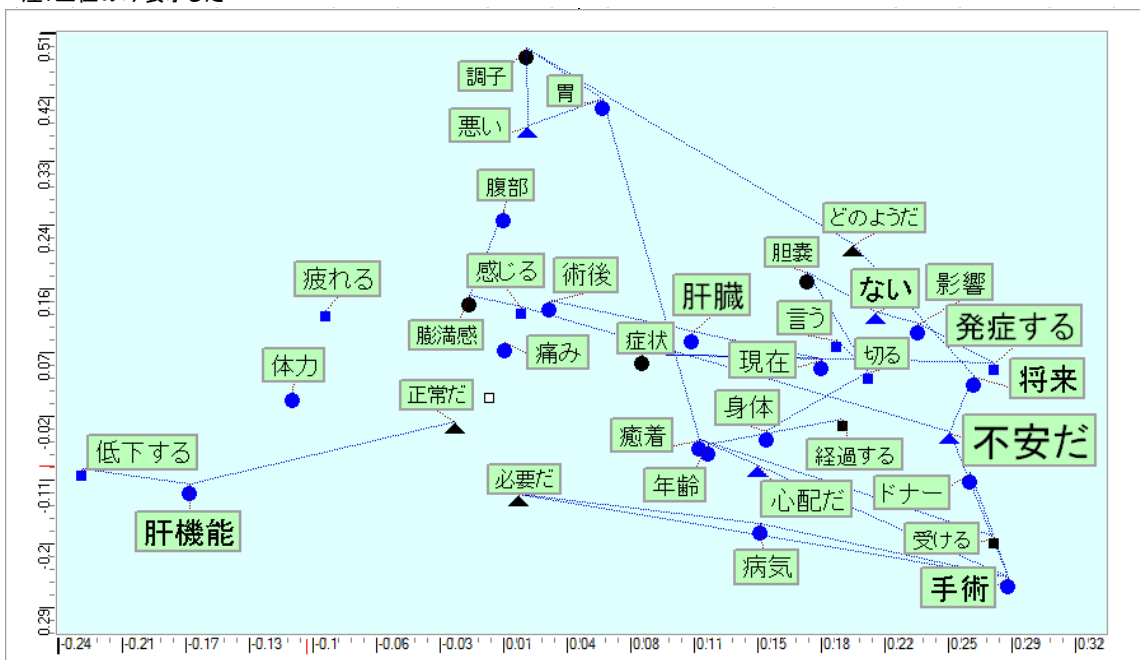 調子
胃
悪い
腹部
どのようだ
胆嚢
疲れる
感じる
術後
肝臓
ない
影響
膨満感
言う
発症する
症状
痛み
現在
切る
体力
将来
正常だ
身体
癒着
不安だ
低下する
経過する
年齢
必要だ
心配だ
ドナー
肝機能
受ける
病気
手術
0.51
0.42
0.33
0.24
0.16
0.07
-0.02
-0.11
-0.2
0.29
-0.24 -0.21 -0.17 -0.13 -0.1 -0.06 -0.03 0.01 0.04 0.08 0.11 0.15 0.18 0.22 0.25 0.29 0.32